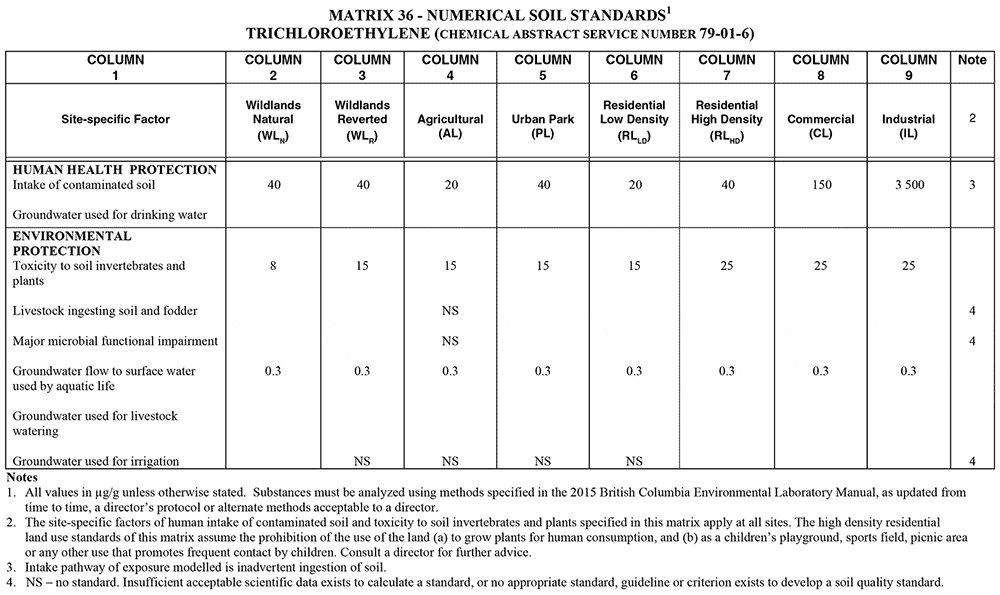 MATRIX 36 - NUMERICAL SOIL STANDARDS1
TRICHLOROETHYLENE (CHEMICAL ABSTRACT SERVICE NUMBER 79-01-6)
COLUMN 1 COLUMN 2 COLUMN 3 COLUMN 4 COLUMN 5 COLUMN 6 COLUMN 7 COLUMN 8 COLUMN 9 Note
Site-specific Factor Wildlands Natural (WLN) Wildlands Reverted (WLR) Agricultural (AL) Urban Park (PL) Residential Low Density (RLLD) Residential High Density (RLHD) Commercial (CL) Industrial (IL) 2
HUMAN HEALTH PROTECTION
Intake of contaminated soil 40 40 20 40 20 40 150 3 500 3
Groundwater used for drinking water
ENVIRONMENTAL
PROTECTION
Toxicity to soil invertebrates and 8 15 15 15 15 25 25 25
plants
Livestock ingesting soil and fodder NS 4
Major microbial functional impairment NS 4
Groundwater flow to surface water 0.3 0.3 0.3 0.3 0.3 0.3 0.3 0.3
used by aquatic life
Groundwater used for livestock
watering
Groundwater used for irrigation NS NS NS NS 4
Notes
1. All values in µg/g unless otherwise stated. Substances must be analyzed using methods specified in the 2015 British Columbia Environmental Laboratory Manual, as updated from
time to time, a director's protocol or alternate methods acceptable to a director.
2. The site-specific factors of human intake of contaminated soil and toxicity to soil invertebrates and plants specified in this matrix apply at all sites. The high density residential
land use standards of this matrix assume the prohibition of the use of the land (a) to grow plants for human consumption, and (b) as a children's playground, sports field, picnic area
or any other use that promotes frequent contact by children. Consult a director for further advice.
3. Intake pathway of exposure modelled is inadvertent ingestion of soil.
4. NS – no standard. Insufficient acceptable scientific data exists to calculate a standard, or no appropriate standard, guideline or criterion exists to develop a soil quality standard.